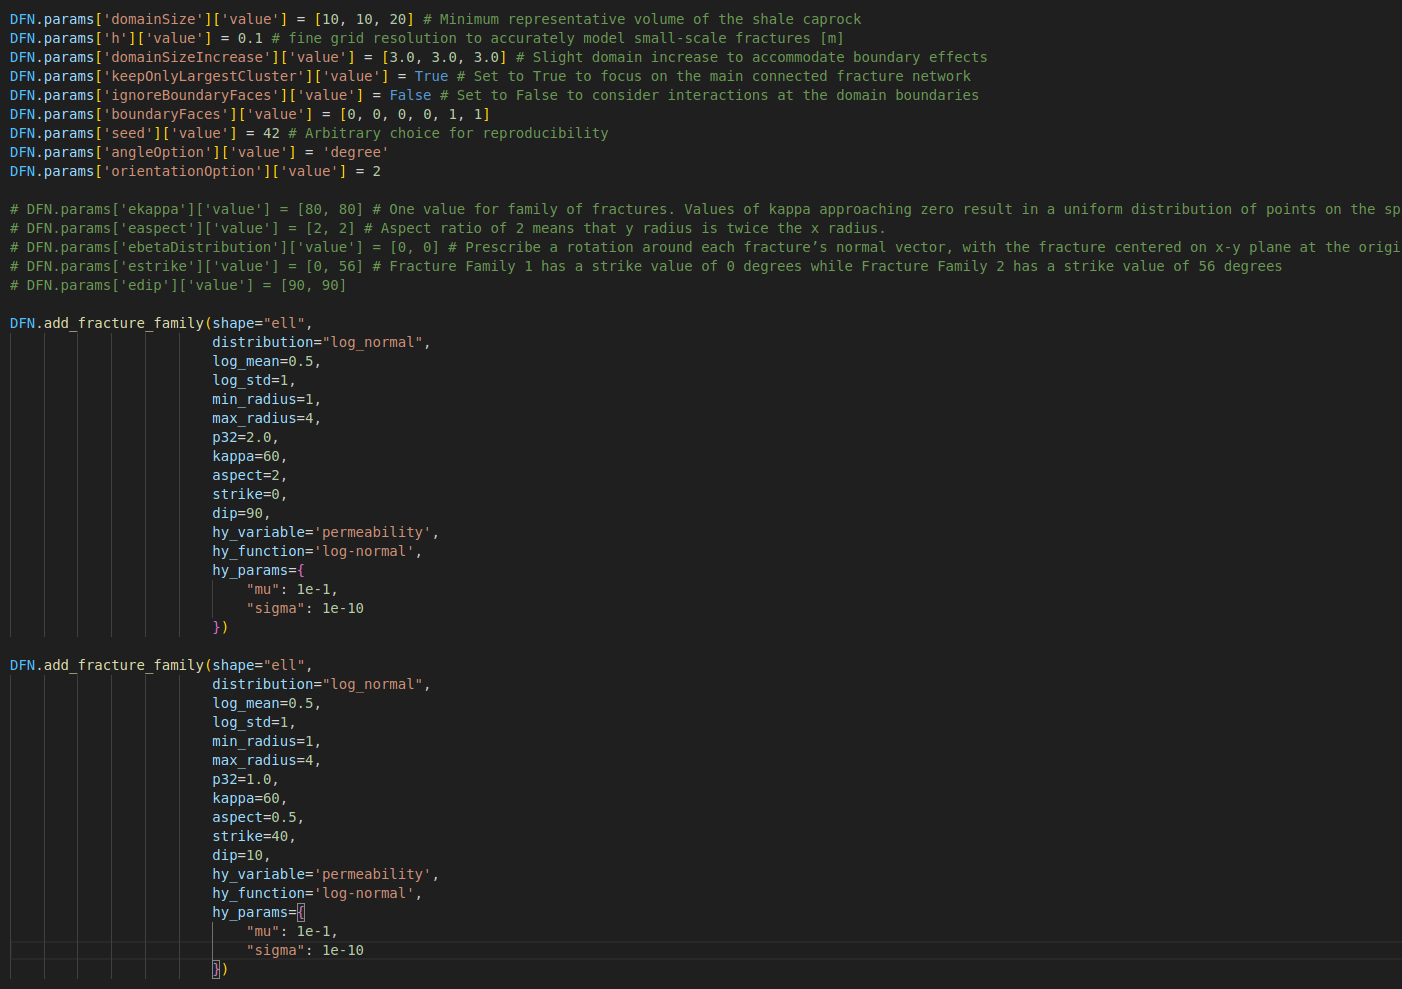 DFN.params['domainSize']['value'] = [10, 10, 20] # Minimum representative volume of the shale caprock
DFN.params['h']['value'] = 0.1 # fine grid resolution to accurately model small-scale fractures [m]
DFN.params['domainSizeIncrease']['value'] = [3.0, 3.0, 3.0] # Slight domain increase to accommodate boundary effects
DFN.params['keepOnlyLargestCluster']['value'] = True # Set to True to focus on the main connected fracture network
DFN.params['ignoreBoundaryFaces']['value'] = False # Set to False to consider interactions at the domain boundaries
DFN.params['boundaryFaces']['value'] = [0, 0, 0, 0, 1, 1]
DFN.params['seed']['value'] = 42 # Arbitrary choice for reproducibility
DFN.params['angleOption']['value'] = 'degree'
DFN.params['orientationOption']['value'] = 2
# DFN.params['ekappa']['value'] = [80, 80] # One value for family of fractures. Values of kappa approaching zero result in a uniform distribution of points on the sp
# DFN.params['easpect']['value'] = [2, 2] # Aspect ratio of 2 means that y radius is twice the x radius.
# DFN.params['ebetaDistribution']['value'] = [0, 0] # Prescribe a rotation around each fracture’s normal vector, with the fracture centered on x-y plane at the origi
# DFN.params['estrike']['value'] = [0, 56] # Fracture Family 1 has a strike value of 0 degrees while Fracture Family 2 has a strike value of 56 degrees
# DFN.params['edip']['value'] = [90, 90]
DFN.add_fracture_family(shape="ell",
distribution="log_normal",
log_mean=0.5,
log_std=1,
min_radius=1,
max_radius=4,
p32=2.0,
kappa=60,
aspect=2,
strike=0,
dip=90,
hy_variable='permeability',
hy_function='log-normal',
hy_params={
"mu": 1e-1,
"sigma": 1e-10
})
DFN.add_fracture_family(shape="ell",
distribution="log_normal",
log_mean=0.5,
log_std=1,
min_radius=1,
max_radius=4,
p32=1.0,
kappa=60,
aspect=0.5,
strike=40,
dip=10,
hy_variable='permeability',
hy_function='log-normal',
hy_params={
"mu": 1e-1,
"sigma": 1e-10
})